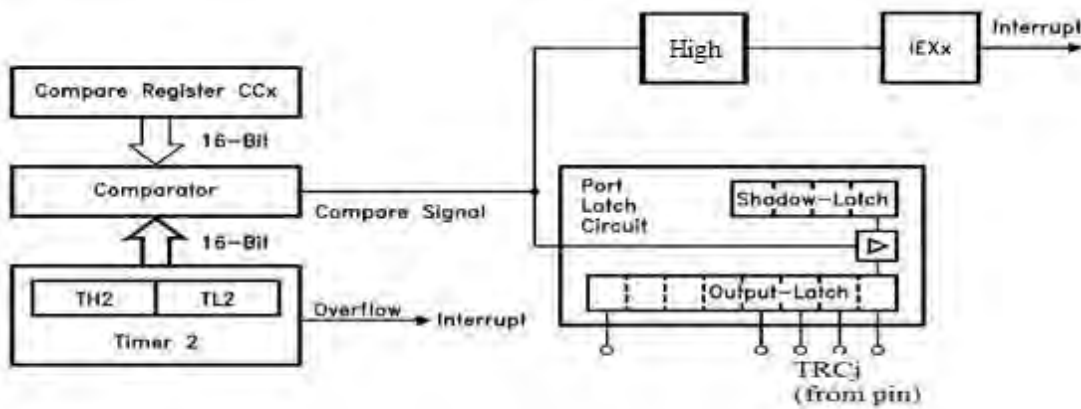 Interrupt
High
IEXx
Compare Register CCx
16-Bit
Comparator
Compare Signal
16-Bit
TH2
TL2
Timer 2
Overflow
Interrupt
Port
Latch
Circuit
Shadow-Latch
Output-Latch
TRCj
(from pin)